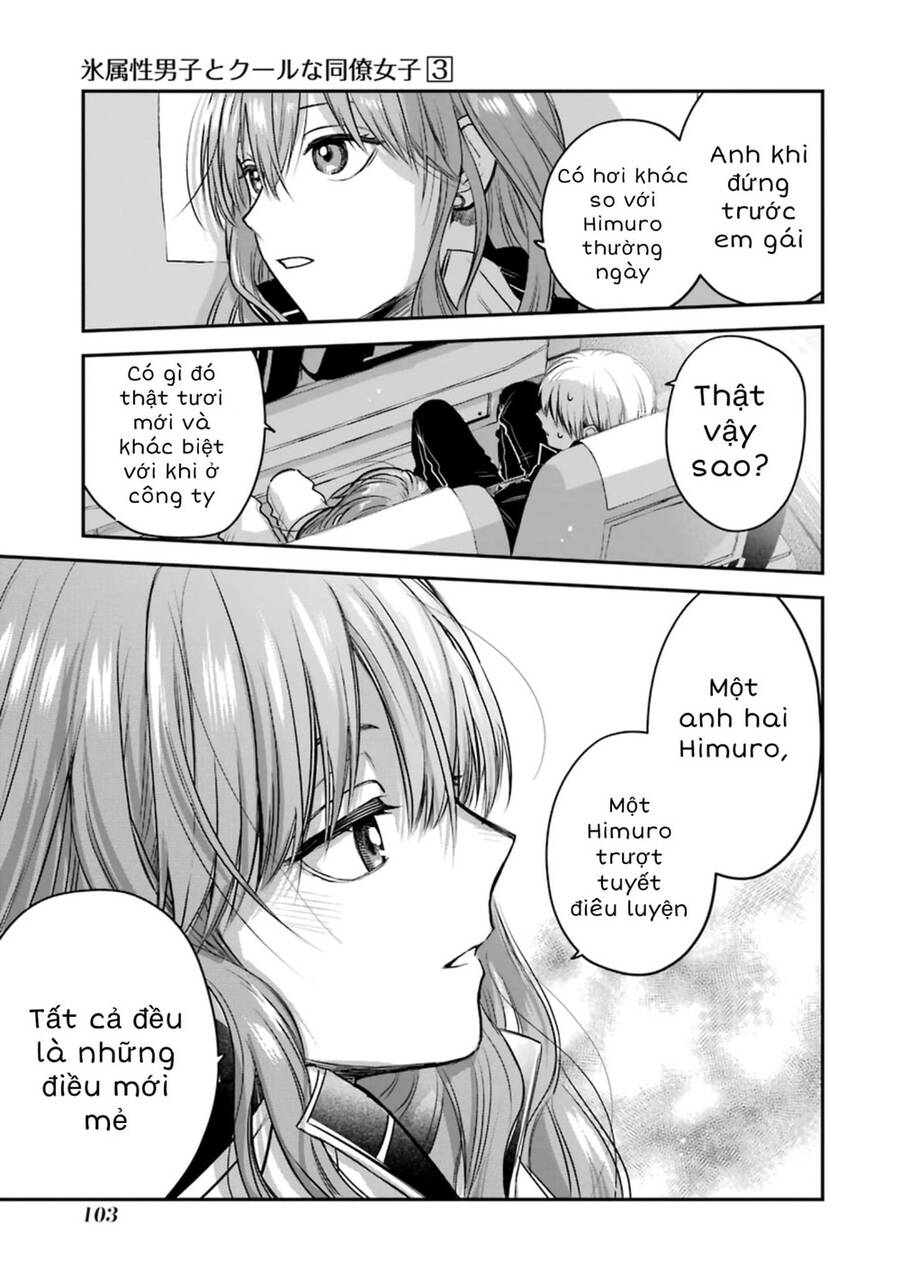 氷属性男子とクールな同僚女子 3
Anh khi
đứng
trước
em gái
Có hơi khác
so với
Himuro
thường
ngày
Thật
vậy
sao?
Có gì đó
thật tươi
mới và
khác biệt
với khi ở
công ty
Một
anh hai
Himuro,
Một
Himuro
trượt
tuyết
điêu luyện
Tất cả đều
là những
điều mới
mẻ
103